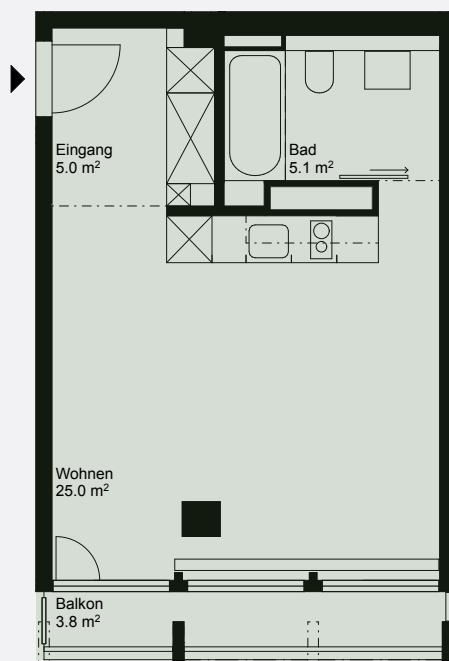 Eingang
5.0 m²
Bad
5.1 m²
Wohnen
25.0 m²
Balkon
3.8 m²